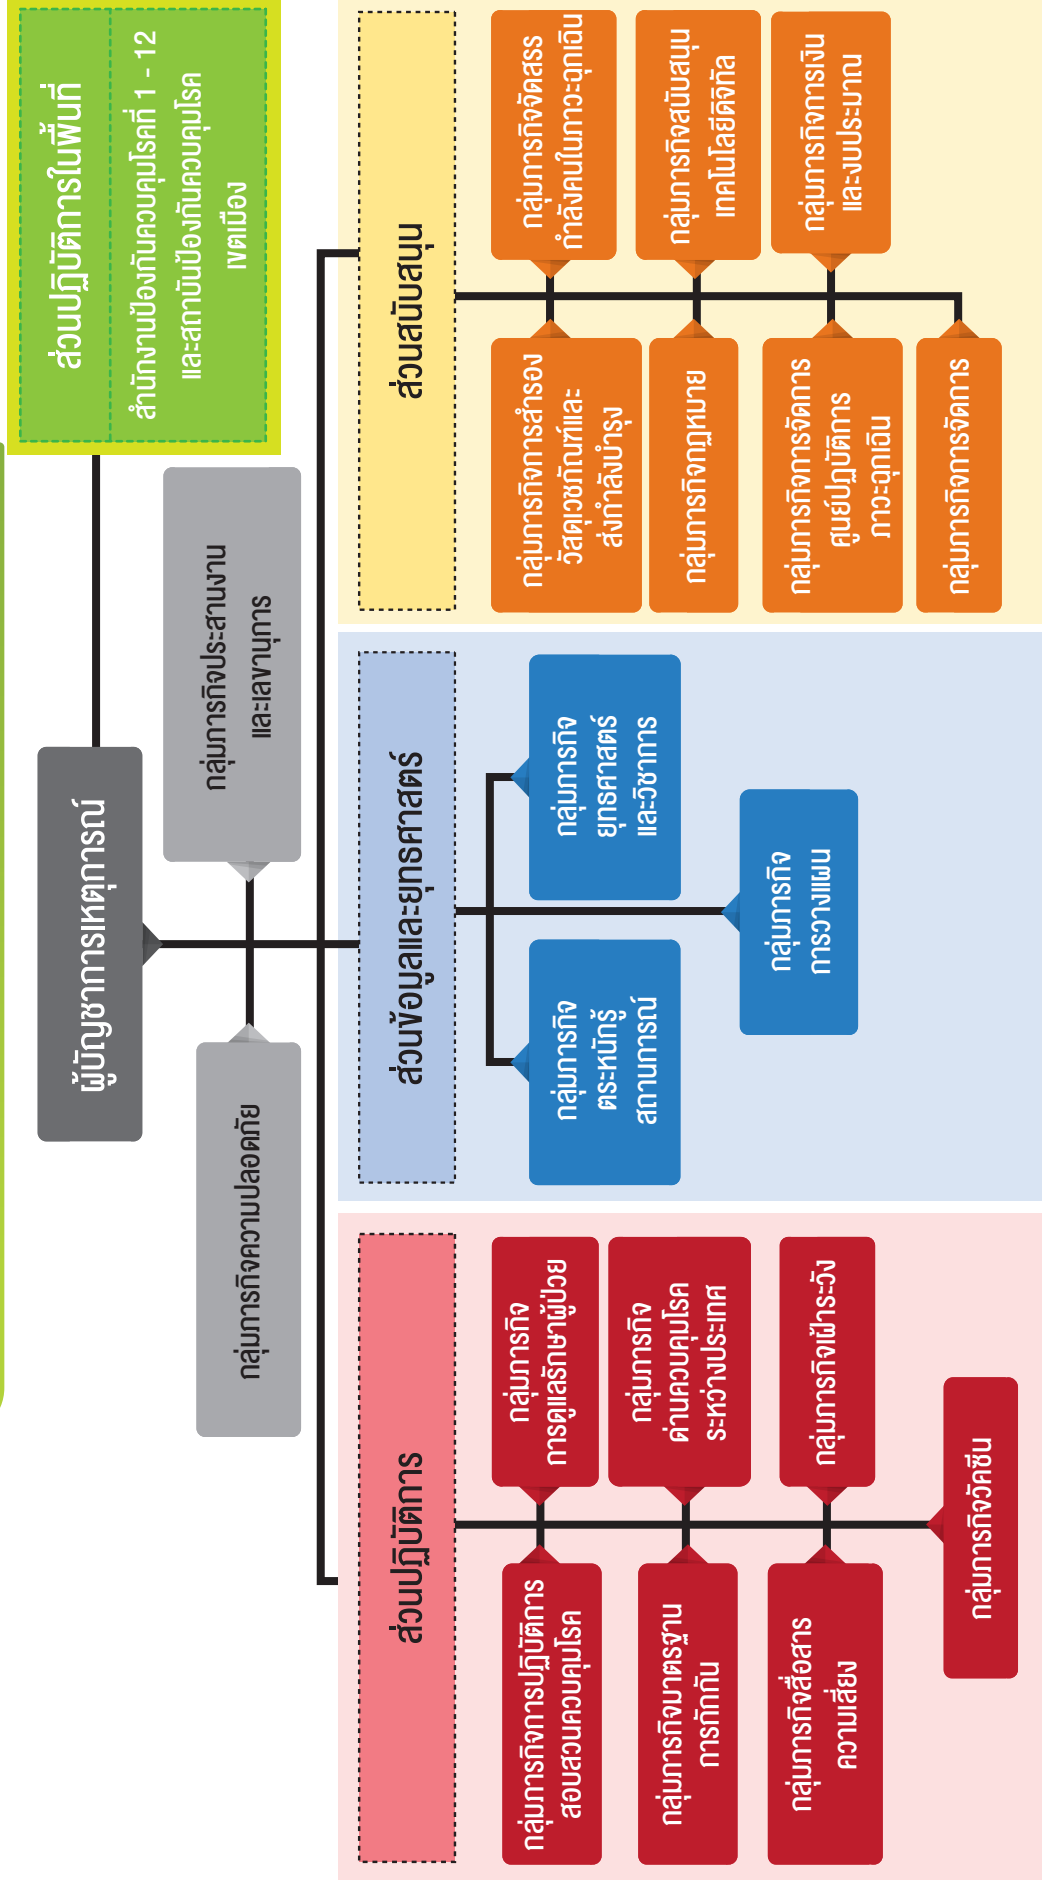 ผู้บัญชาการเหตุการณ์
ส่วนปฏิบัติการในพื้นที่
สำนักงานป้องกันควบคุมโรคที่ 1 - 12
และสถาบันป้องกันควบคุมโรค
เขตเมือง
กลุ่มภารกิจความปลอดภัย
กลุ่มภารกิจประสานงาน
และเลขานุการ
ส่วนปฏิบัติการ
กลุ่มภารกิจการปฏิบัติการ
สอบสวนควบคุมโรค
กลุ่มภารกิจ
การดูแลรักษาผู้ป่วย
กลุ่มภารกิจมาตรฐาน
การกักกัน
กลุ่มภารกิจ
ด่านควบคุมโรค
ระหว่างประเทศ
กลุ่มภารกิจสื่อสาร
ความเสี่ยง
กลุ่มภารกิจเฝ้าระวัง
กลุ่มภารกิจวัคซีน
ส่วนข้อมูลและยุทธศาสตร์
กลุ่มภารกิจ
ตระหนักรู้
สถานการณ์
กลุ่มภารกิจ
ยุทธศาสตร์
และวิชาการ
กลุ่มภารกิจ
การวางแผน
ส่วนสนับสนุน
กลุ่มภารกิจการสำรอง
วัสดุเวชภัณฑ์และ
ส่งกำลังบำรุง
กลุ่มภารกิจจัดสรร
กำลังคนในภาวะฉุกเฉิน
กลุ่มภารกิจกฎหมาย
กลุ่มภารกิจสนับสนุน
เทคโนโลยีดิจิทัล
กลุ่มภารกิจการจัดการ
ศูนย์ปฏิบัติการ
ภาวะฉุกเฉิน
กลุ่มภารกิจการเงิน
และงบประมาณ
กลุ่มภารกิจการจัดการ